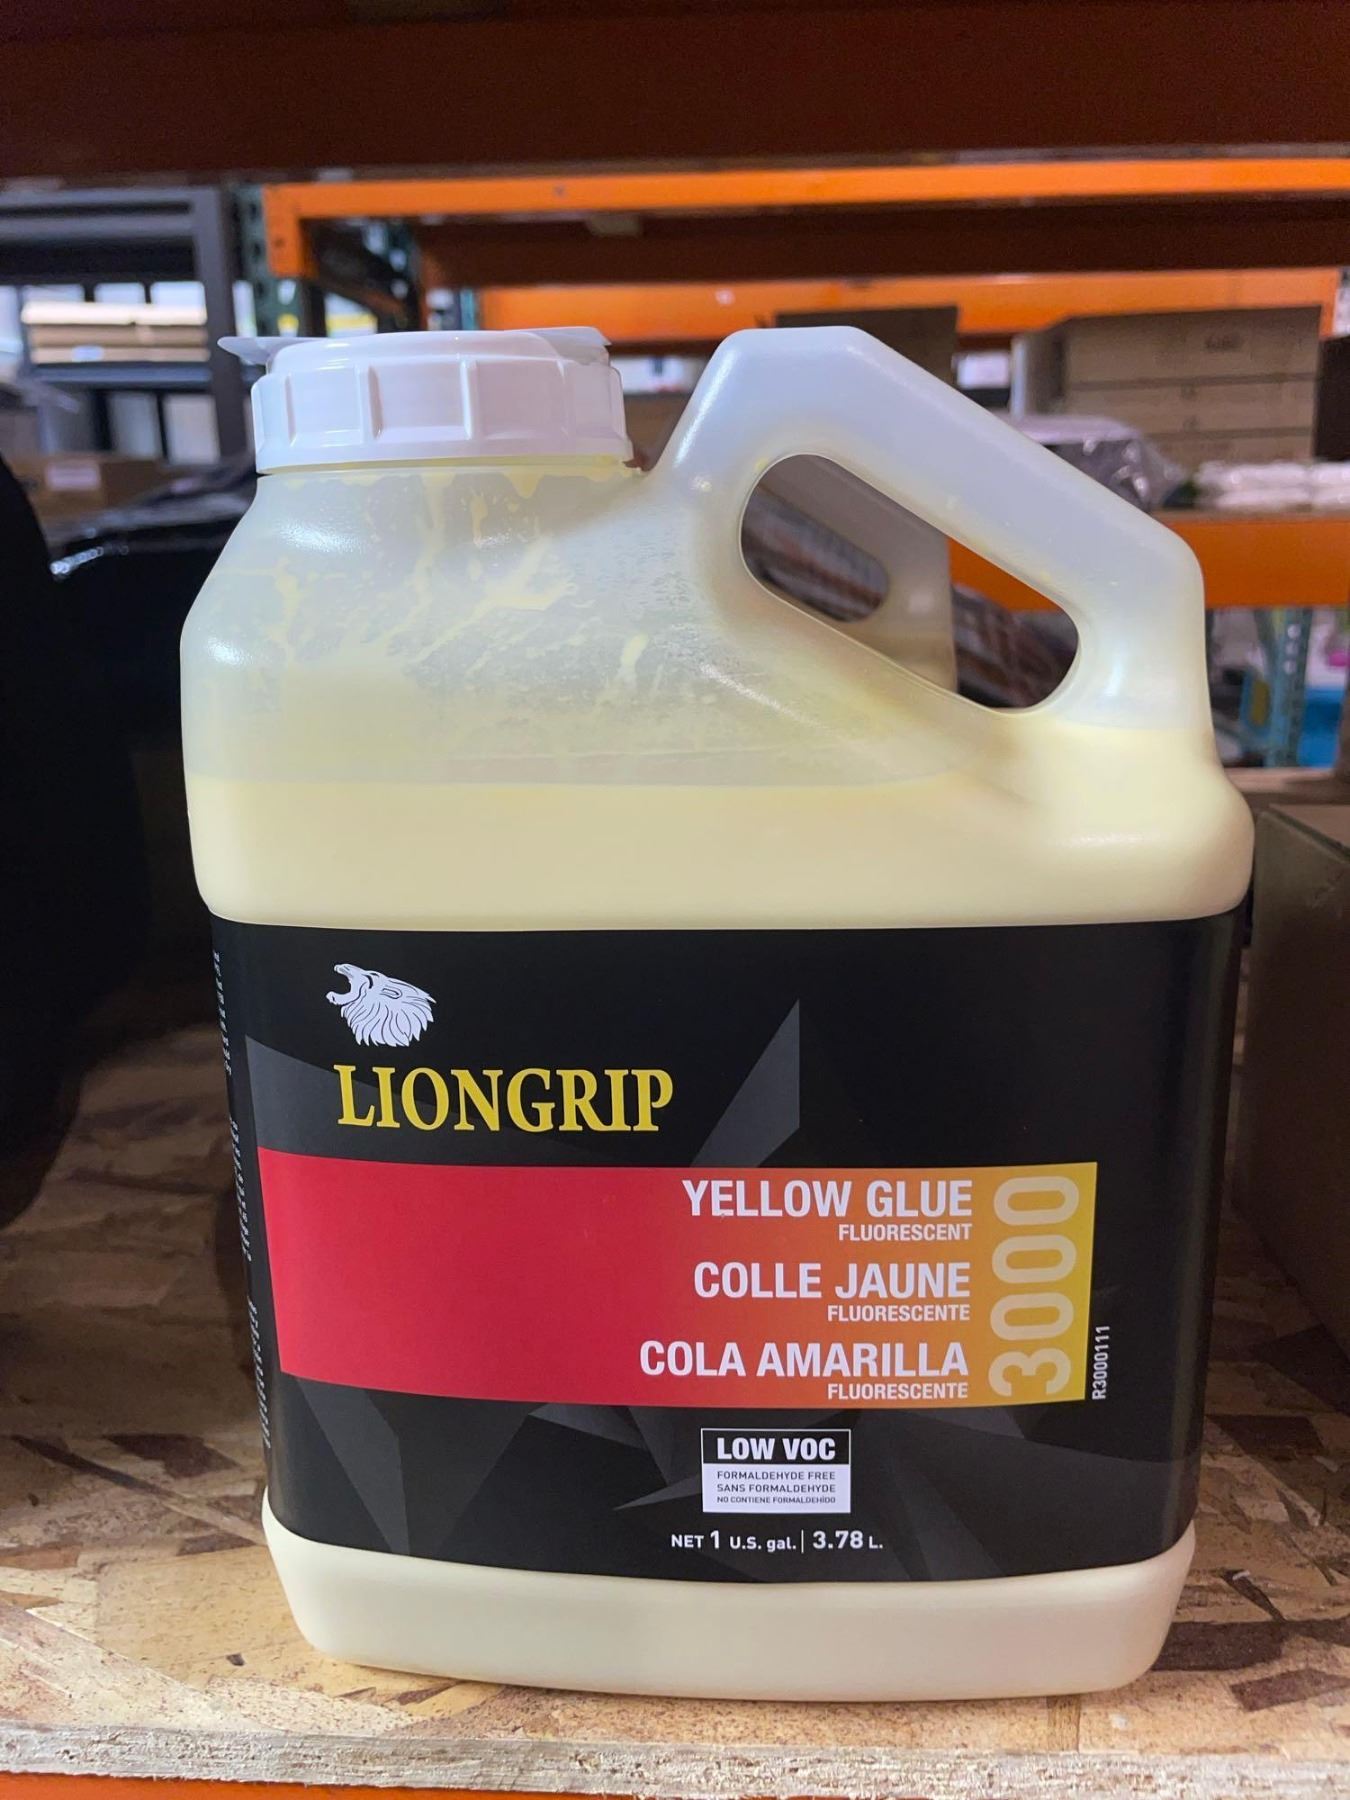 LIONGRIP
YELLOW GLUE
FLUORESCENT
COLLE JAUNE
FLUORESCENTE
COLA AMARILLA
FLUORESCENTE
3000
R3000111
LOW VOC
FORMALDEHYDE FREE
SANS FORMALDEHYDE
NO CONTIENE FORMALDEHÍDO
NET 1 U.S. gal. | 3.78 L.